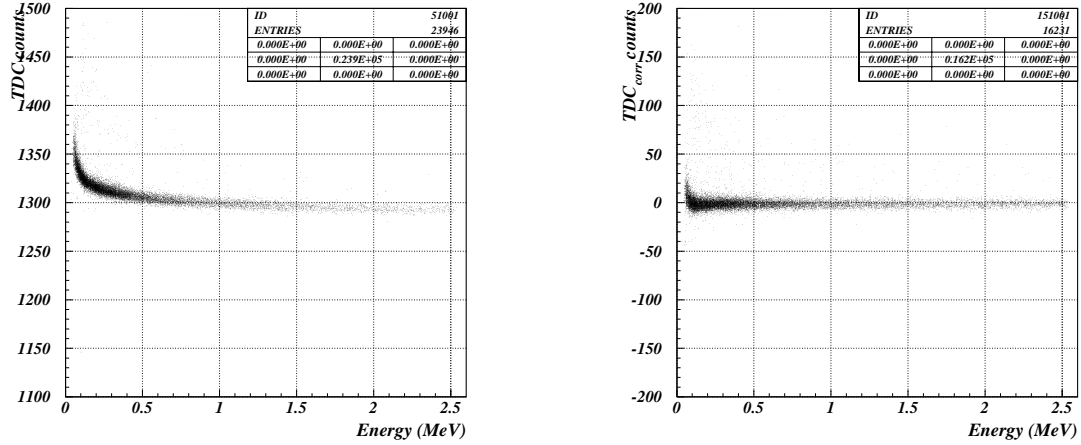 1500
1450
1400
1350
1300
1250
1200
1150
1100
TDC counts
ID 51001
ENTRIES 23946
0.000E+00 0.000E+00 0.000E+00
0.000E+00 0.239E+05 0.000E+00
0.000E+00 0.000E+00 0.000E+00
0 0.5 1 1.5 2 2.5
Energy (MeV)
200
150
100
50
0
-50
-100
-150
-200
TDCcorr counts
ID 151001
ENTRIES 16231
0.000E+00 0.000E+00 0.000E+00
0.000E+00 0.162E+05 0.000E+00
0.000E+00 0.000E+00 0.000E+00
0 0.5 1 1.5 2 2.5
Energy (MeV)